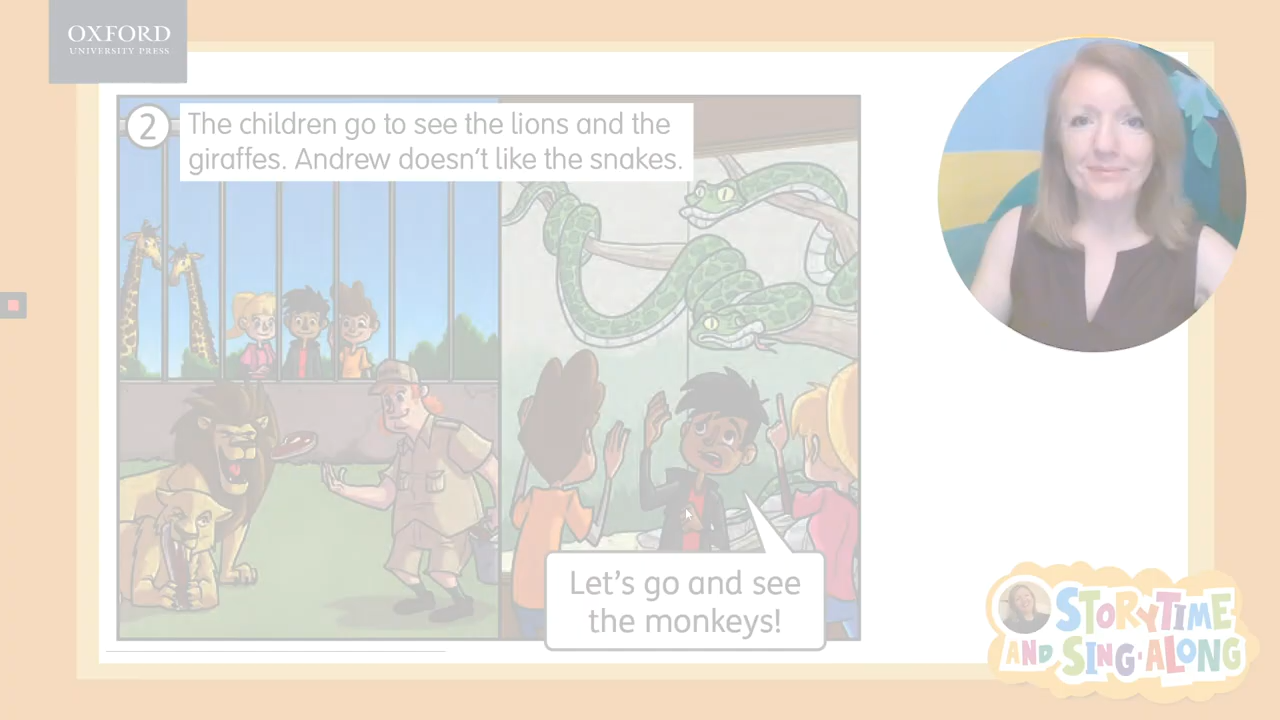 OXFORD
UNIVERSITY PRESS
2
The children go to see the lions and the
giraffes. Andrew doesn't like the snakes.
Let's go and see
the monkeys!
STORYTIME
AND SING-ALONG